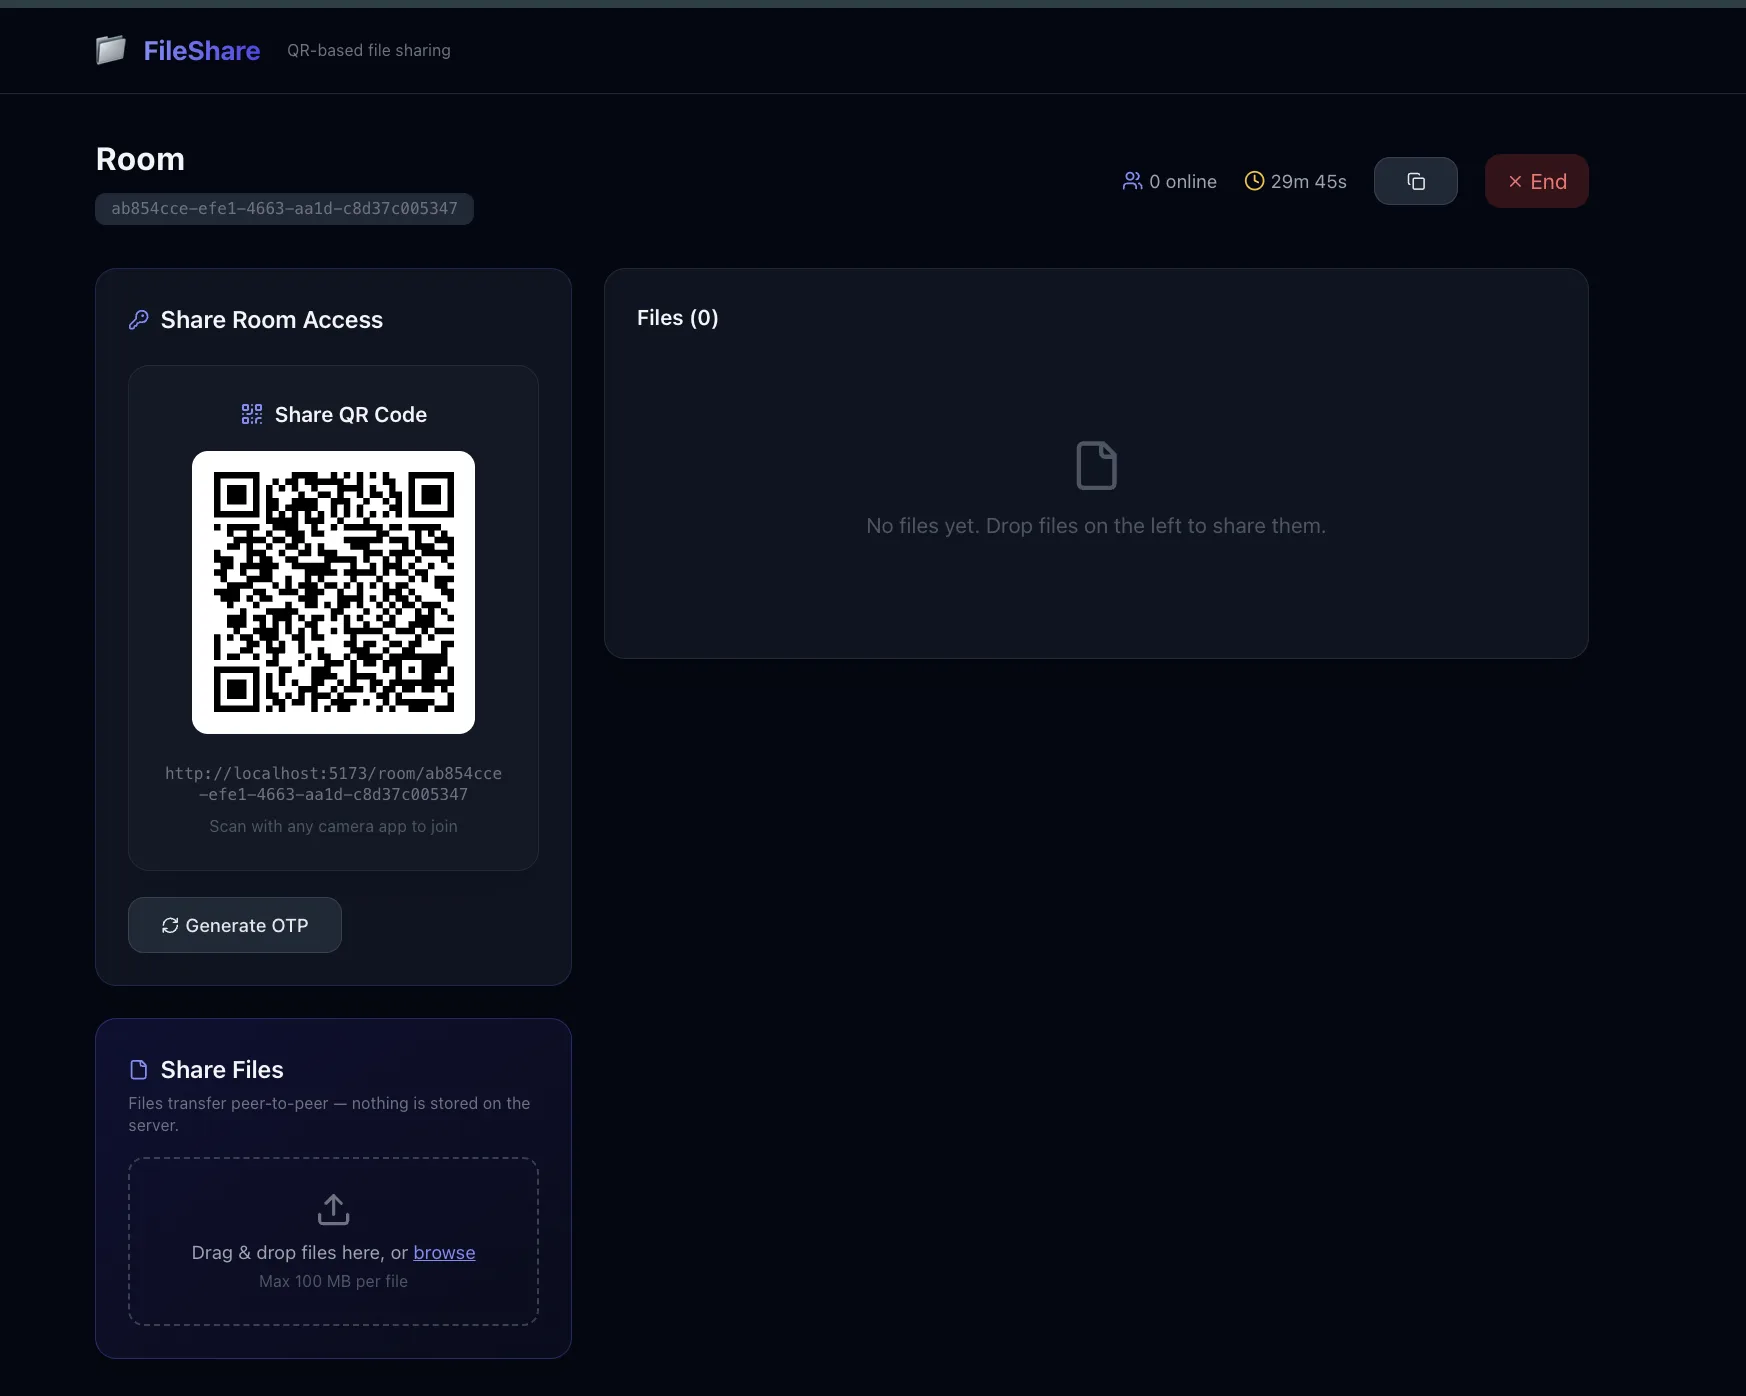 FileShare
QR-based file sharing
Room
ab854cce-efe1-4663-aa1d-c8d37c005347
0 online
29m 45s
End
Share Room Access
Share QR Code
http://localhost:5173/room/ab854cce
-efe1-4663-aa1d-c8d37c005347
Scan with any camera app to join
Generate OTP
Files (0)
No files yet. Drop files on the left to share them.
Share Files
Files transfer peer-to-peer — nothing is stored on the
server.
Drag & drop files here, or browse
Max 100 MB per file